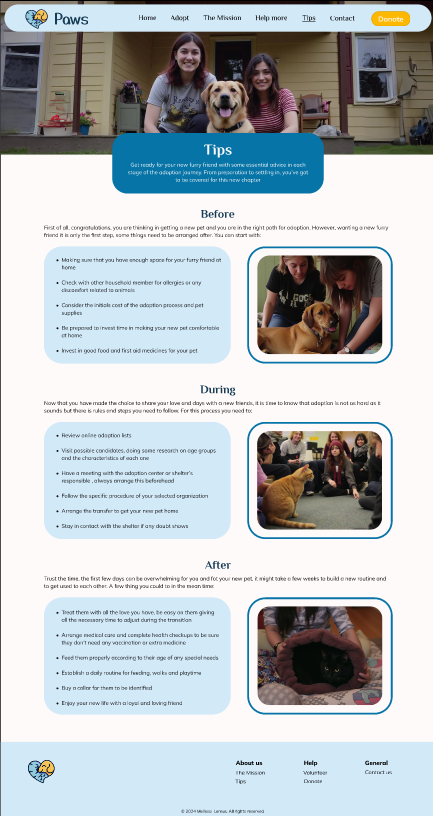 Paws
Home Adopt The Mission Help more Tips Contact Donate
Tips
Get ready for your new furry friend with some essential advice in each
stage of the adoption journey. From preparation to settling in, you've got
to be covered for this new chapter
Before
First of all, congratulations, you are thinking in getting a new pet and you are in the right path for adoption. However, wanting a new furry
friend it is only the first step, some things need to be arranged after. You can start with:
• Making sure that you have enough space for your furry friend at
home
• Check with other household member for allergies or any
discomfort related to animals
• Consider the initials cost of the adoption process and pet
supplies
• Be prepared to invest time in making your new pet comfortable
at home
• Invest in good food and first aid medicines for your pet
During
Now that you have made the choice to share your love and days with a new friends, it is time to know that adoption is not as hard as it
sounds but there is rules and steps you need to follow. For this process you need to:
• Review online adoption lists
• Visit possible candidates, doing some research on age groups
and the characteristics of each one
• Have a meeting with the adoption center or shelter's
responsible , always arrange this beforehead
• Follow the specific procedure of your selected organization
• Arrange the transfer to get your new pet home
• Stay in contact with the shelter if any doubt shows
After
Trust the time, the first few days can be overwhelming for you and fot your new pet, it might take a few weeks to build a new routine and
to get used to each other. A few thing you could to in the mean time:
• Treat them with all the love you have, be easy on them giving
all the necessary time to adjust during the transition
• Arrange medical care and complete health checkups to be sure
they don't need any vaccination or extra medicine
• Feed them properly according to their age of any special needs
• Establish a daily routine for feeding, walks and playtime
• Buy a collar for them to be identified
• Enjoy your new life with a loyal and loving friend
About us Help General
The Mission Volunteer Contact us
Tips Donate
© 2024 Melissa Lemus. All rights reserved